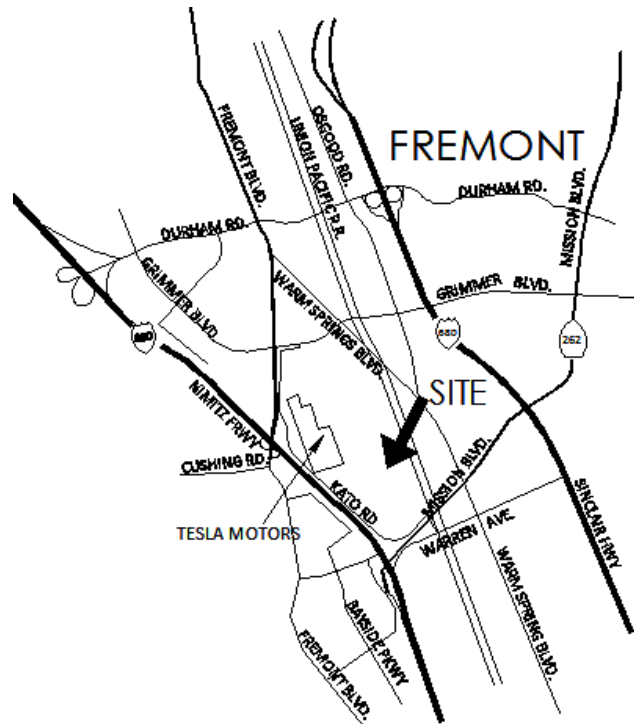 FREMONT BLVD.
UNION PACIFIC R.R.
OSGOOD RD.
FREMONT
DURHAM RD.
MISSION BLVD.
DURHAM RD.
GRIMMER BLVD.
WARM SPRINGS BLVD.
GRIMMER BLVD.
880
680
262
NIMITZ FRWY
SITE
CUSHING RD.
KATO RD
MISSION BLVD.
TESLA MOTORS
WARREN AVE.
SINCLAIR FRWY
BAYSIDE PKWY
WARM SPRING BLVD.
FREMONT BLVD.